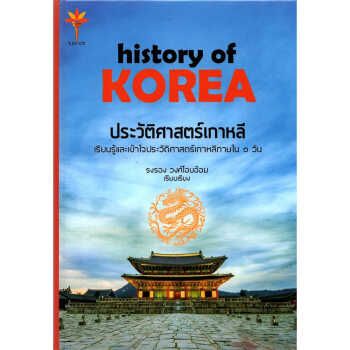 history of
KOREA
ประวัติศาสตร์เกาหลี
เรียนรู้และเข้าใจประวัติศาสตร์เกาหลีภายใน ๑ วัน
รงรอง วงศ์โอบอ้อม
เรียบเรียง